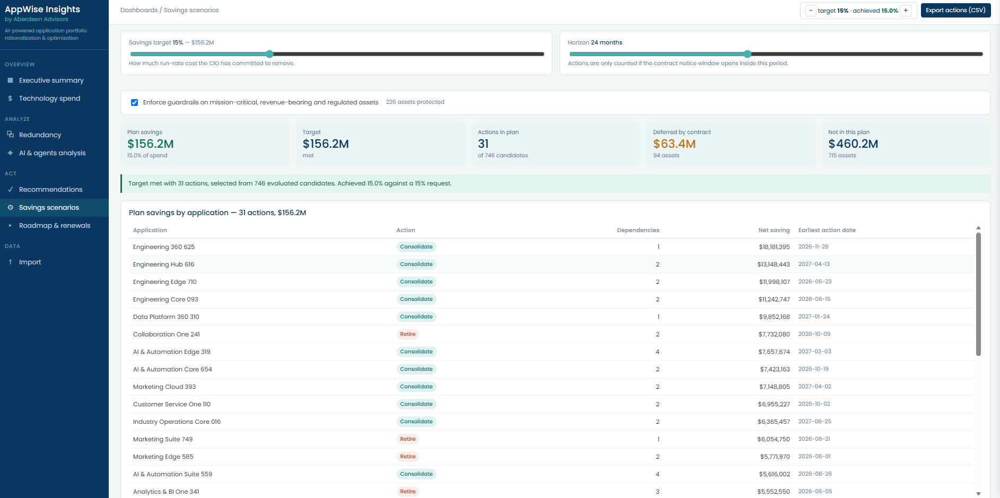 AppWise Insights
by Aberdeen Advisors
AI-powered application portfolio
rationalization & optimization
OVERVIEW
Executive summary
$ Technology spend
ANALYZE
Redundancy
AI & agents analysis
ACT
✓ Recommendations
Savings scenarios
Roadmap & renewals
DATA
↑ Import
Dashboards / Savings scenarios
- target 15% · achieved 15.0% +
Export actions (CSV)
Savings target 15% — $156.2M
How much run-rate cost the CIO has committed to remove.
Horizon 24 months
Actions are only counted if the contract notice window opens inside this period.
Enforce guardrails on mission-critical, revenue-bearing and regulated assets 226 assets protected
Plan savings
$156.2M
15.0% of spend
Target
$156.2M
met
Actions in plan
31
of 746 candidates
Deferred by contract
$63.4M
94 assets
Not in this plan
$460.2M
715 assets
Target met with 31 actions, selected from 746 evaluated candidates. Achieved 15.0% against a 15% request.
Plan savings by application — 31 actions, $156.2M
Application Action Dependencies Net saving Earliest action date
Engineering 360 625 Consolidate 1 $18,181,395 2026-11-28
Engineering Hub 616 Consolidate 2 $13,148,443 2027-04-13
Engineering Edge 710 Consolidate 2 $11,998,107 2026-06-23
Engineering Core 093 Consolidate 2 $11,242,747 2028-06-15
Data Platform 360 310 Consolidate 1 $9,852,168 2027-01-24
Collaboration One 241 Retire 2 $7,732,080 2026-10-09
AI & Automation Edge 319 Consolidate 4 $7,657,674 2027-03-03
AI & Automation Core 654 Consolidate 2 $7,423,163 2026-10-19
Marketing Cloud 393 Consolidate 2 $7,148,805 2027-04-02
Customer Service One 110 Consolidate 2 $6,955,227 2026-10-02
Industry Operations Core 016 Consolidate 2 $6,365,457 2027-08-25
Marketing Suite 749 Retire 1 $6,054,750 2026-06-21
Marketing Edge 585 Retire 2 $5,771,970 2026-06-01
AI & Automation Suite 559 Consolidate 4 $5,616,002 2026-08-26
Analytics & BI One 341 Retire 3 $5,552,550 2026-06-05